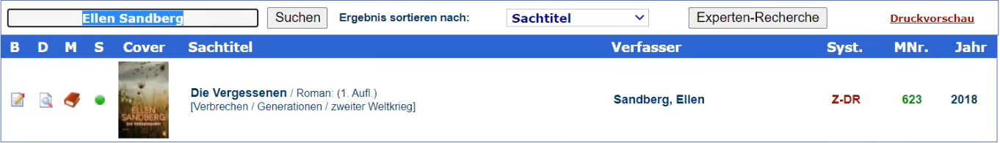 Ellen Sandberg Suchen Ergebnis sortieren nach: Sachtitel Experten-Recherche Druckvorschau
B D M S Cover Sachtitel Verfasser Syst. MNr. Jahr
Die Vergessenen / Roman: (1. Aufl.)
[Verbrechen / Generationen / zweiter Weltkrieg]
Sandberg, Ellen Z-DR 623 2018
ELLEN
SANDBERG
DIE VERGESSENEN